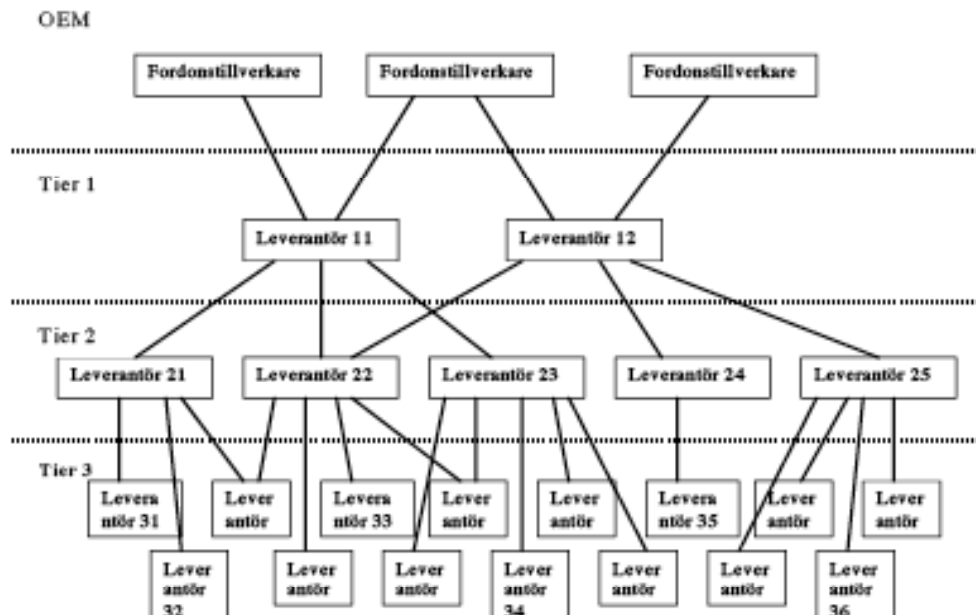 OEM
Fordonstillverkare
Fordonstillverkare
Fordonstillverkare
Tier 1
Leverantör 11
Leverantör 12
Tier 2
Leverantör 21
Leverantör 22
Leverantör 23
Leverantör 24
Leverantör 25
Tier 3
Levera
ntör 31
Lever
antör
Levera
ntör 33
Lever
antör
Lever
antör
Levera
ntör 35
Lever
antör
Lever
antör
Lever
antör
32
Lever
antör
Lever
antör
Lever
antör
34
Lever
antör
Lever
antör
Lever
antör
36